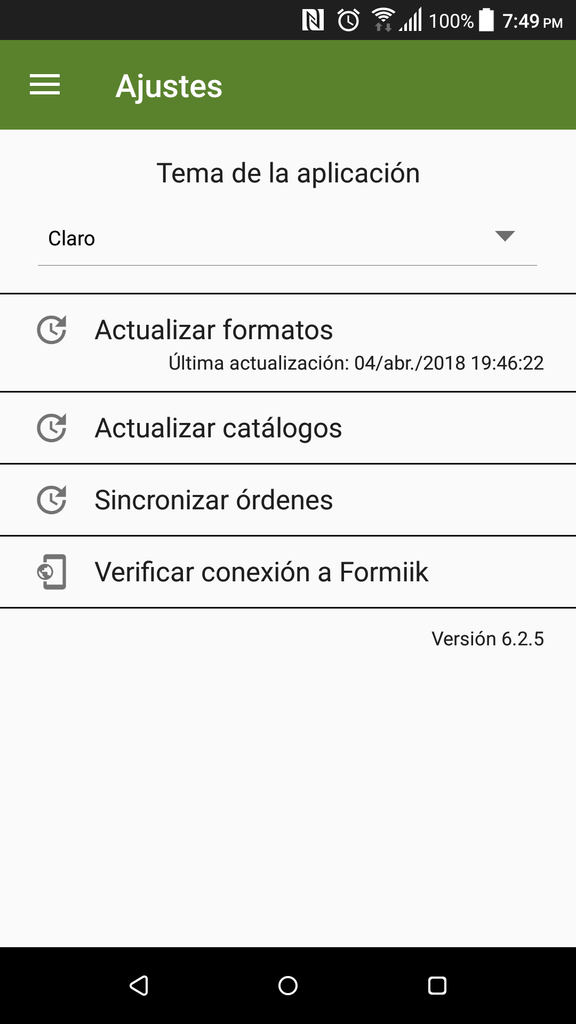 100% 7:49 PM
Ajustes
Tema de la aplicación
Claro
Actualizar formatos
Última actualización: 04/abr./2018 19:46:22
Actualizar catálogos
Sincronizar órdenes
Verificar conexión a Formiik
Versión 6.2.5